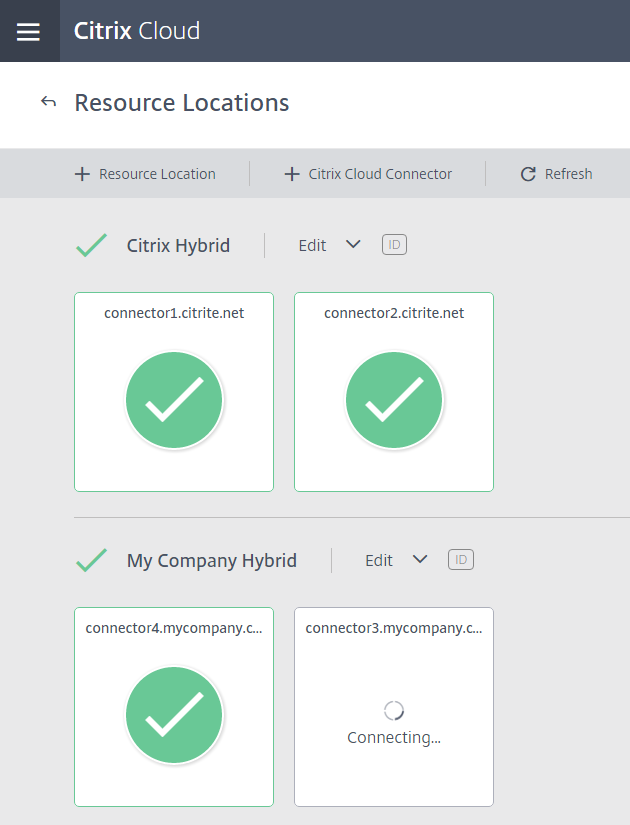 Citrix Cloud
Resource Locations
Resource Location
Citrix Cloud Connector
Refresh
Citrix Hybrid
Edit
ID
connector1.citrite.net
connector2.citrite.net
My Company Hybrid
Edit
ID
connector4.mycompany.c...
connector3.mycompany.c...
Connecting...